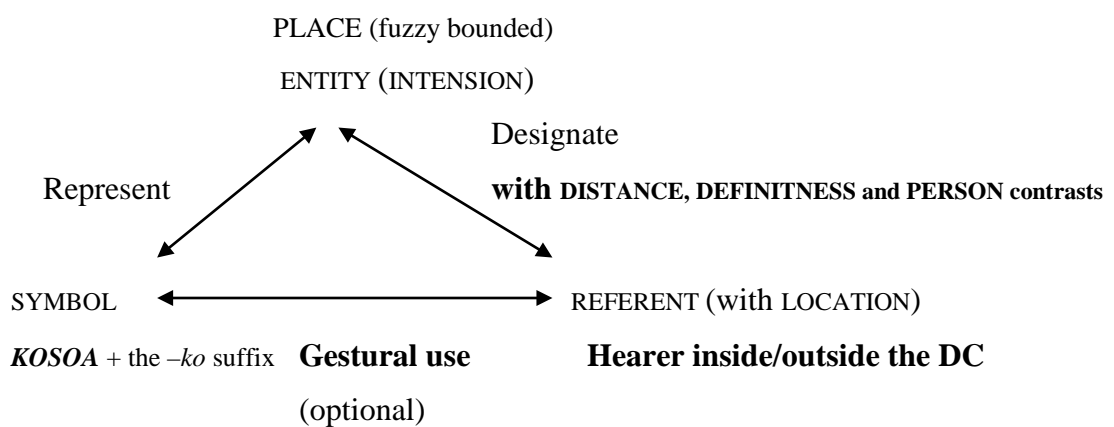 PLACE (fuzzy bounded)
ENTITY (INTENSION)
Designate
Represent with DISTANCE, DEFINITNESS and PERSON contrasts
SYMBOL REFERENT (with LOCATION)
KOSOA + the –ko suffix Gestural use Hearer inside/outside the DC
(optional)